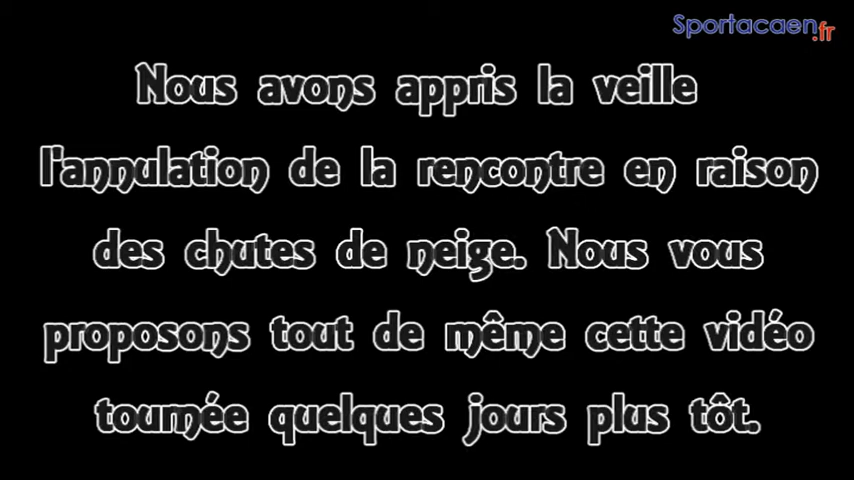 Sportacaen.fr
Nous avons appris la veille
l'annulation de la rencontre en raison
des chutes de neige. Nous vous
proposons tout de même cette vidéo
tournée quelques jours plus tôt.